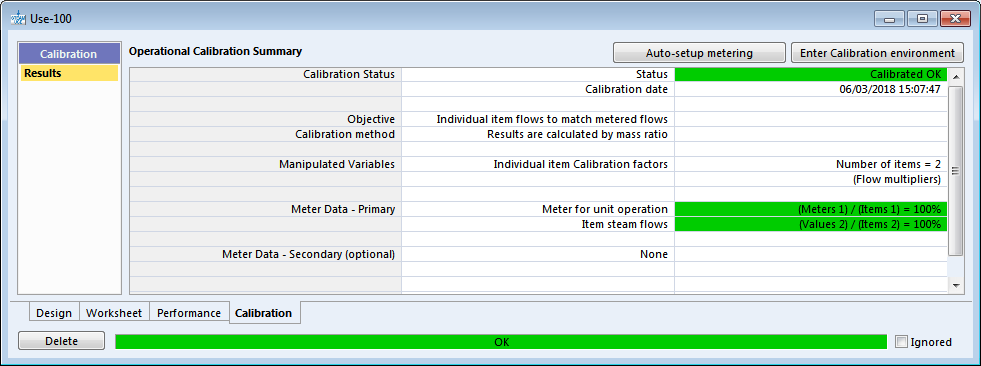 Use-100
Calibration
Results
Operational Calibration Summary
Auto-setup metering
Enter Calibration environment
Calibration Status Status Calibrated OK
Calibration date 06/03/2018 15:07:47
Objective Individual item flows to match metered flows
Calibration method Results are calculated by mass ratio
Manipulated Variables Individual item Calibration factors Number of items = 2
(Flow multipliers)
Meter Data - Primary Meter for unit operation (Meters 1) / (Items 1) = 100%
Item steam flows (Values 2) / (Items 2) = 100%
Meter Data - Secondary (optional) None
Design Worksheet Performance Calibration
Delete OK Ignored